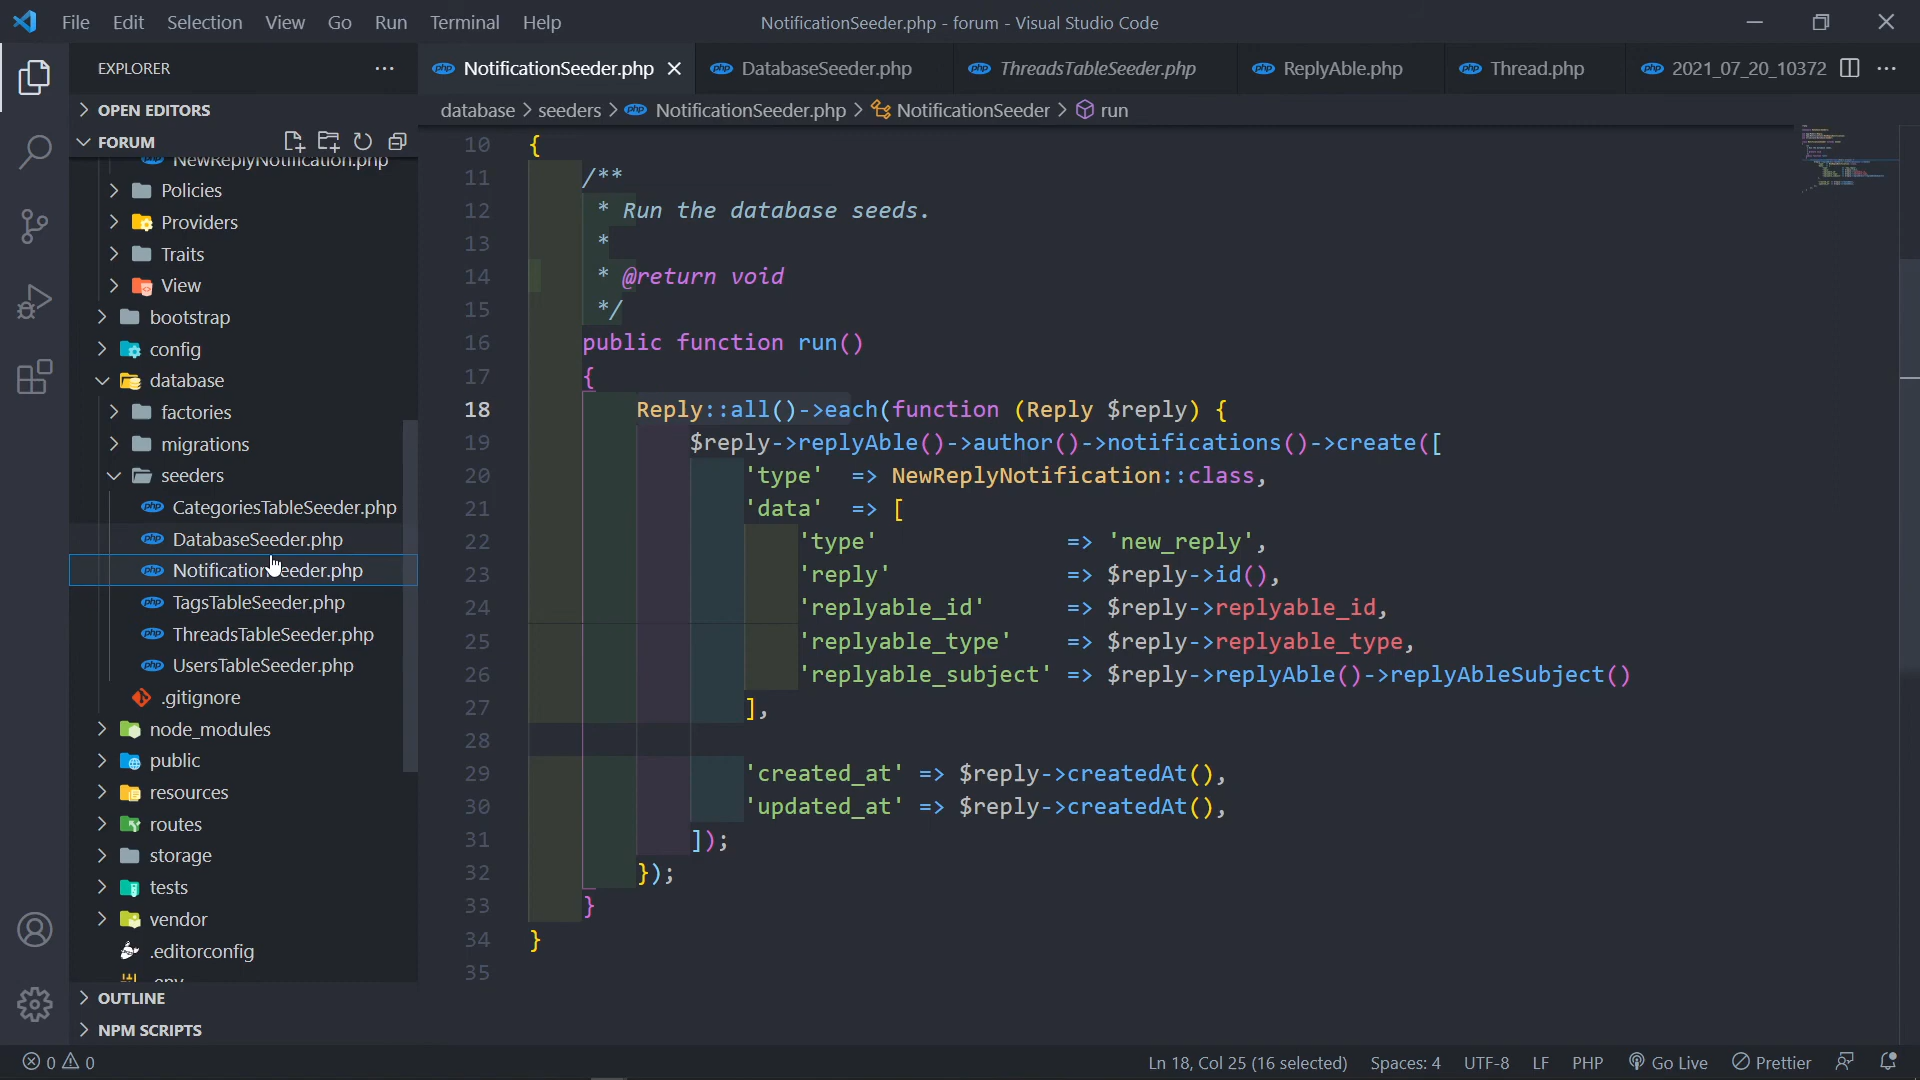 File Edit Selection View Go Run Terminal Help
NotificationSeeder.php - forum - Visual Studio Code
EXPLORER
NotificationSeeder.php
DatabaseSeeder.php
ThreadsTableSeeder.php
ReplyAble.php
Thread.php
2021_07_20_10372
OPEN EDITORS
database > seeders > NotificationSeeder.php > NotificationSeeder > run
FORUM
NewReplyNotification.php
Policies
Providers
Traits
View
bootstrap
config
database
factories
migrations
seeders
CategoriesTableSeeder.php
DatabaseSeeder.php
NotificationSeeder.php
TagsTableSeeder.php
ThreadsTableSeeder.php
UsersTableSeeder.php
.gitignore
node_modules
public
resources
routes
storage
tests
vendor
.editorconfig
.env
OUTLINE
NPM SCRIPTS
10 {
11 /**
12 * Run the database seeds.
13 *
14 * @return void
15 */
16 public function run()
17 {
18 Reply::all()->each(function (Reply $reply) {
19 $reply->replyAble()->author()->notifications()->create([
20 'type' => NewReplyNotification::class,
21 'data' => [
22 'type' => 'new_reply',
23 'reply' => $reply->id(),
24 'replyable_id' => $reply->replyable_id,
25 'replyable_type' => $reply->replyable_type,
26 'replyable_subject' => $reply->replyAble()->replyAbleSubject()
27 ],
28
29 'created_at' => $reply->createdAt(),
30 'updated_at' => $reply->createdAt(),
31 ]);
32 });
33 }
34 }
35
0 0
Ln 18, Col 25 (16 selected) Spaces: 4 UTF-8 LF PHP Go Live Prettier